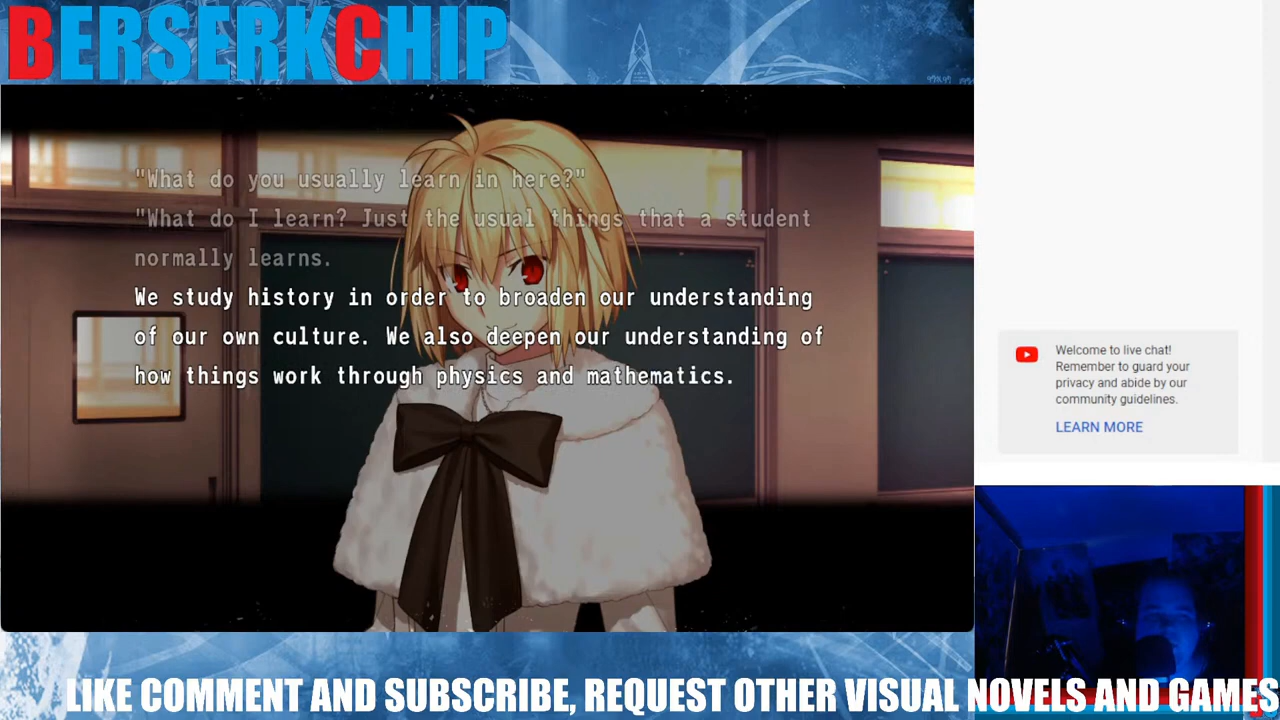 BERSERKCHIP
"What do you usually learn in here?"
"What do I learn? Just the usual things that a student
normally learns.
We study history in order to broaden our understanding
of our own culture. We also deepen our understanding of
how things work through physics and mathematics.
Welcome to live chat!
Remember to guard your
privacy and abide by our
community guidelines.
LEARN MORE
LIKE COMMENT AND SUBSCRIBE, REQUEST OTHER VISUAL NOVELS AND GAMES